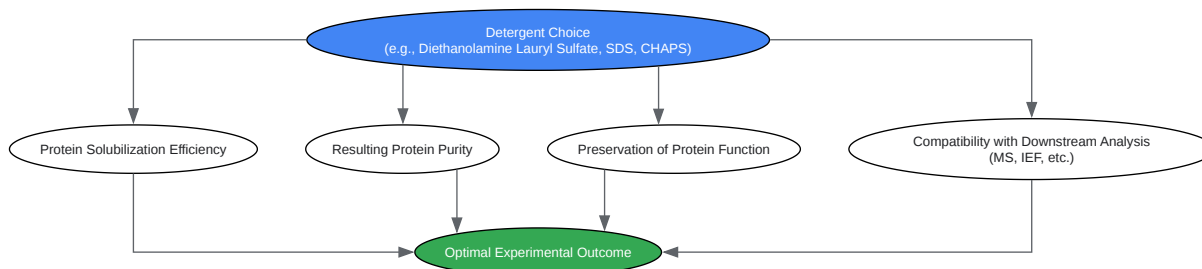 Detergent Choice
(e.g., Diethanolamine Lauryl Sulfate, SDS, CHAPS)
Protein Solubilization Efficiency
Resulting Protein Purity
Preservation of Protein Function
Compatibility with Downstream Analysis
(MS, IEF, etc.)
Optimal Experimental Outcome